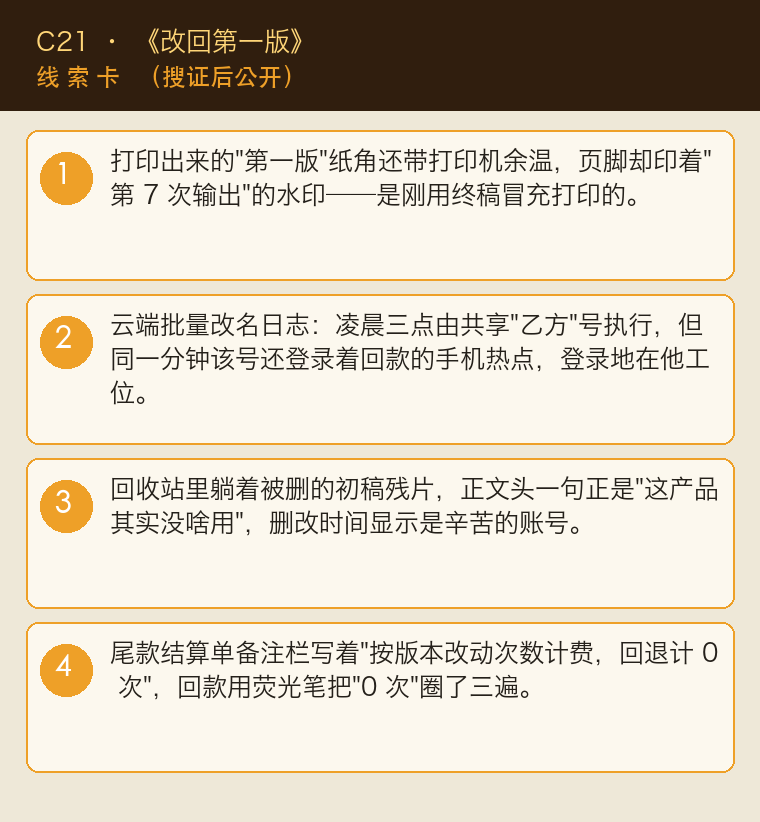 C21 · 《改回第一版》
线 索 卡 （搜证后公开）
1
打印出来的"第一版"纸角还带打印机余温，页脚却印着"
第 7 次输出"的水印——是刚用终稿冒充打印的。
2
云端批量改名日志：凌晨三点由共享"乙方"号执行，但
同一分钟该号还登录着回款的手机热点，登录地在他工
位。
3
回收站里躺着被删的初稿残片，正文头一句正是"这产品
其实没啥用"，删改时间显示是辛苦的账号。
4
尾款结算单备注栏写着"按版本改动次数计费，回退计 0
次"，回款用荧光笔把"0 次"圈了三遍。